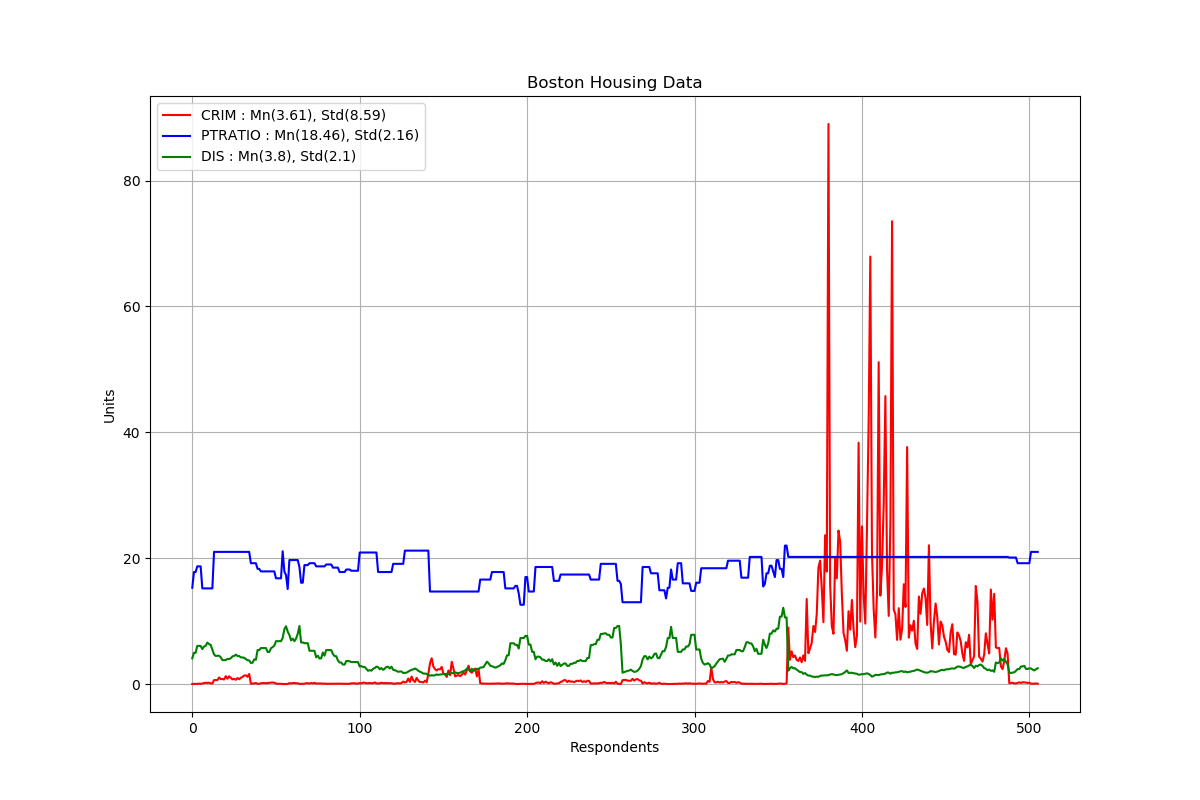 Boston Housing Data
CRIM : Mn(3.61), Std(8.59)
PTRATIO : Mn(18.46), Std(2.16)
DIS : Mn(3.8), Std(2.1)
80
60
40
20
0
Units
0 100 200 300 400 500
Respondents